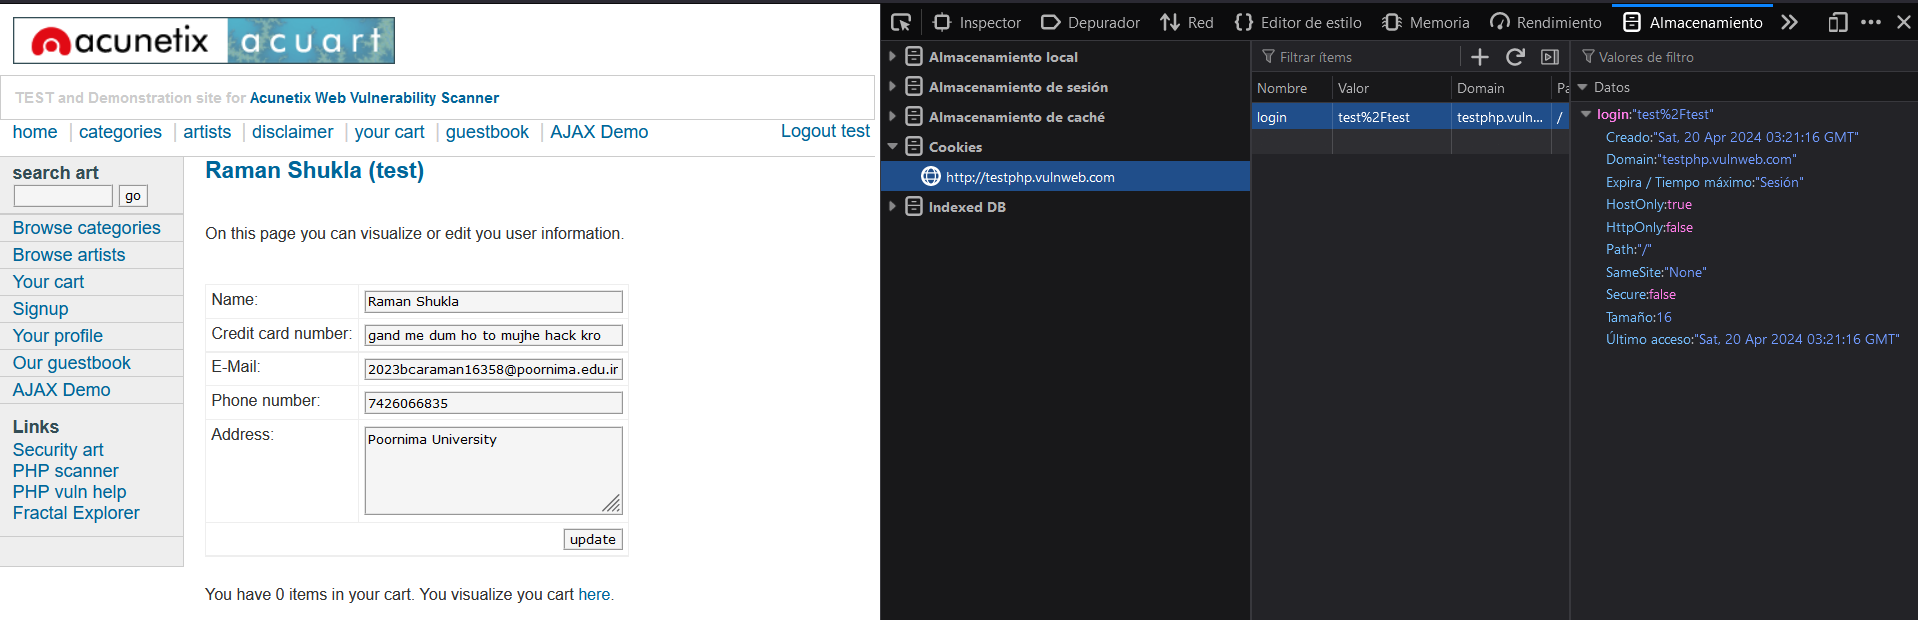 acunetix acuart
TEST and Demonstration site for Acunetix Web Vulnerability Scanner
home categories artists disclaimer your cart guestbook AJAX Demo Logout test
search art
go
Browse categories
Browse artists
Your cart
Signup
Your profile
Our guestbook
AJAX Demo
Links
Security art
PHP scanner
PHP vuln help
Fractal Explorer
Raman Shukla (test)
On this page you can visualize or edit you user information.
Name: Raman Shukla
Credit card number: gand me dum ho to mujhe hack kro
E-Mail: 2023bcaraman16358@poornima.edu.ir
Phone number: 7426066835
Address: Poornima University
update
You have 0 items in your cart. You visualize you cart here.
Inspector Depurador Red Editor de estilo Memoria Rendimiento Almacenamiento
Almacenamiento local
Almacenamiento de sesión
Almacenamiento de caché
Cookies
http://testphp.vulnweb.com
Indexed DB
Filtrar ítems
Nombre Valor Domain Pa
login test%2Ftest testphp.vuln... /
Valores de filtro
Datos
login:"test%2Ftest"
Creado:"Sat, 20 Apr 2024 03:21:16 GMT"
Domain:"testphp.vulnweb.com"
Expira / Tiempo máximo:"Sesión"
HostOnly:true
HttpOnly:false
Path:"/"
SameSite:"None"
Secure:false
Tamaño:16
Último acceso:"Sat, 20 Apr 2024 03:21:16 GMT"